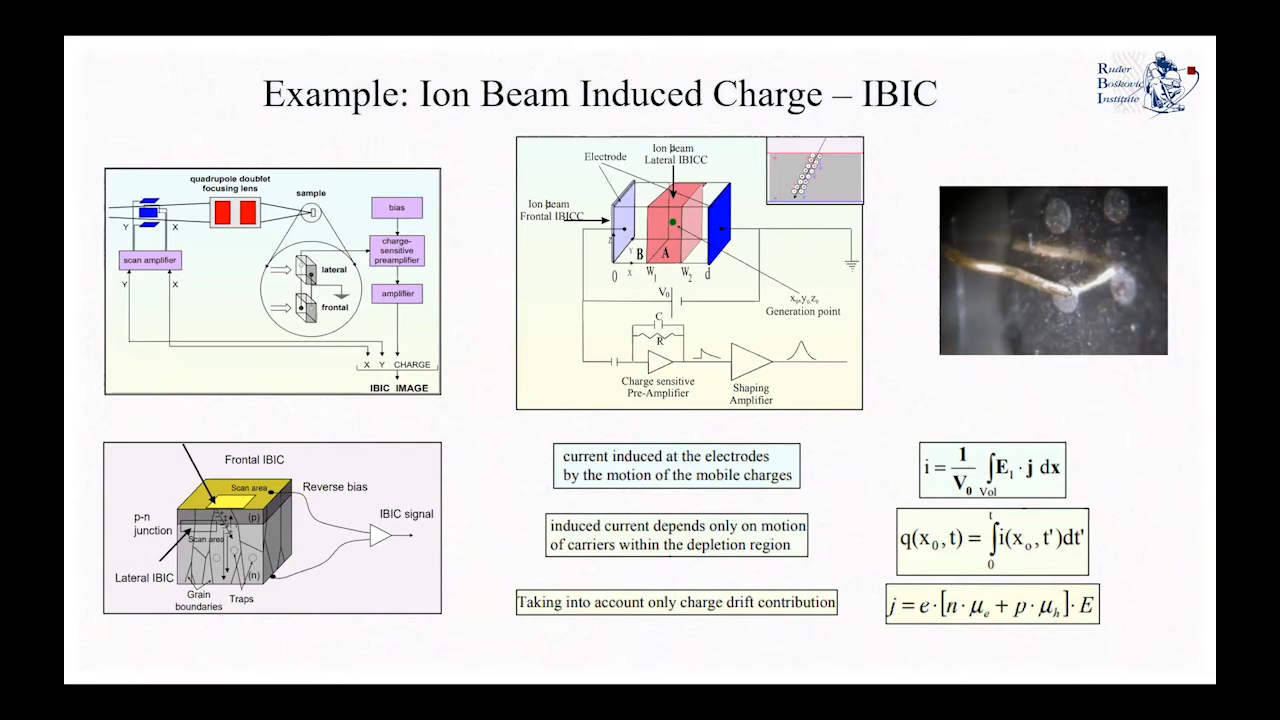 Example: Ion Beam Induced Charge – IBIC
Ruđer
Bošković
Institute
quadrupole doublet
focusing lens
sample
bias
Y
X
charge-
sensitive
preamplifier
scan amplifier
lateral
amplifier
Y
X
frontal
X Y CHARGE
IBIC IMAGE
Ion beam
Lateral IBICC
Electrode
Ion beam
Frontal IBICC
z
Y
B
A
0
x
W1
W2
d
V0
x0,y0,z0
Generation point
C
R
Charge sensitive
Pre-Amplifier
Shaping
Amplifier
Frontal IBIC
Scan area
Reverse bias
p-n
junction
(p)
IBIC signal
Scan area
Lateral IBIC
(n)
Grain
boundaries
Traps
current induced at the electrodes
by the motion of the mobile charges
i = 1/V0 ∫Vol E1 · j dx
induced current depends only on motion
of carriers within the depletion region
q(x0, t) = ∫0t i(xo, t')dt'
Taking into account only charge drift contribution
j = e·[n·μe + p·μh]·E